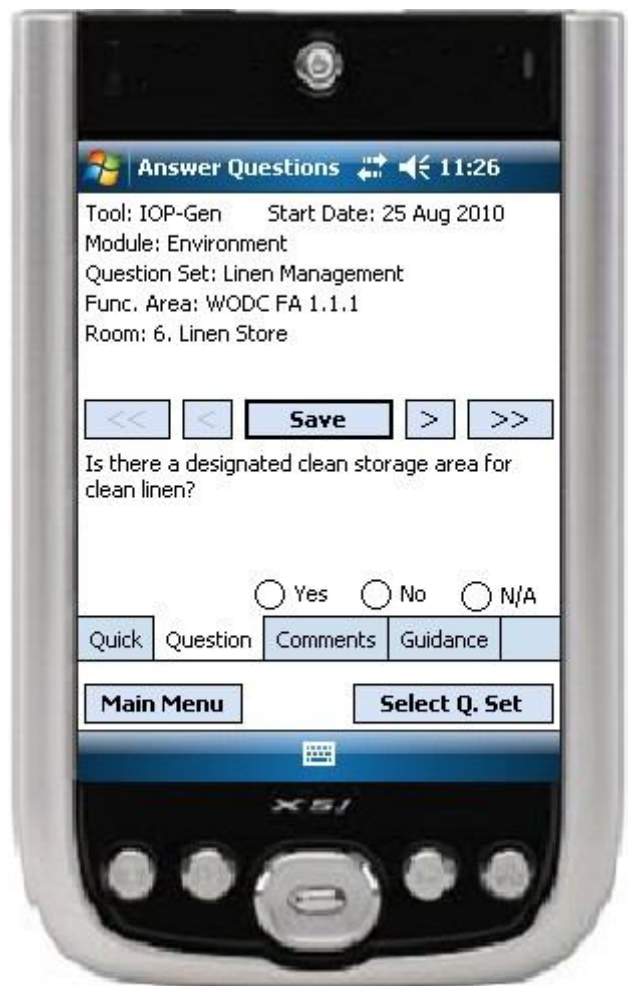 Answer Questions 11:26
Tool: IOP-Gen Start Date: 25 Aug 2010
Module: Environment
Question Set: Linen Management
Func. Area: WODC FA 1.1.1
Room: 6. Linen Store
<< < Save > >>
Is there a designated clean storage area for
clean linen?
Yes No N/A
Quick Question Comments Guidance
Main Menu Select Q. Set
X51